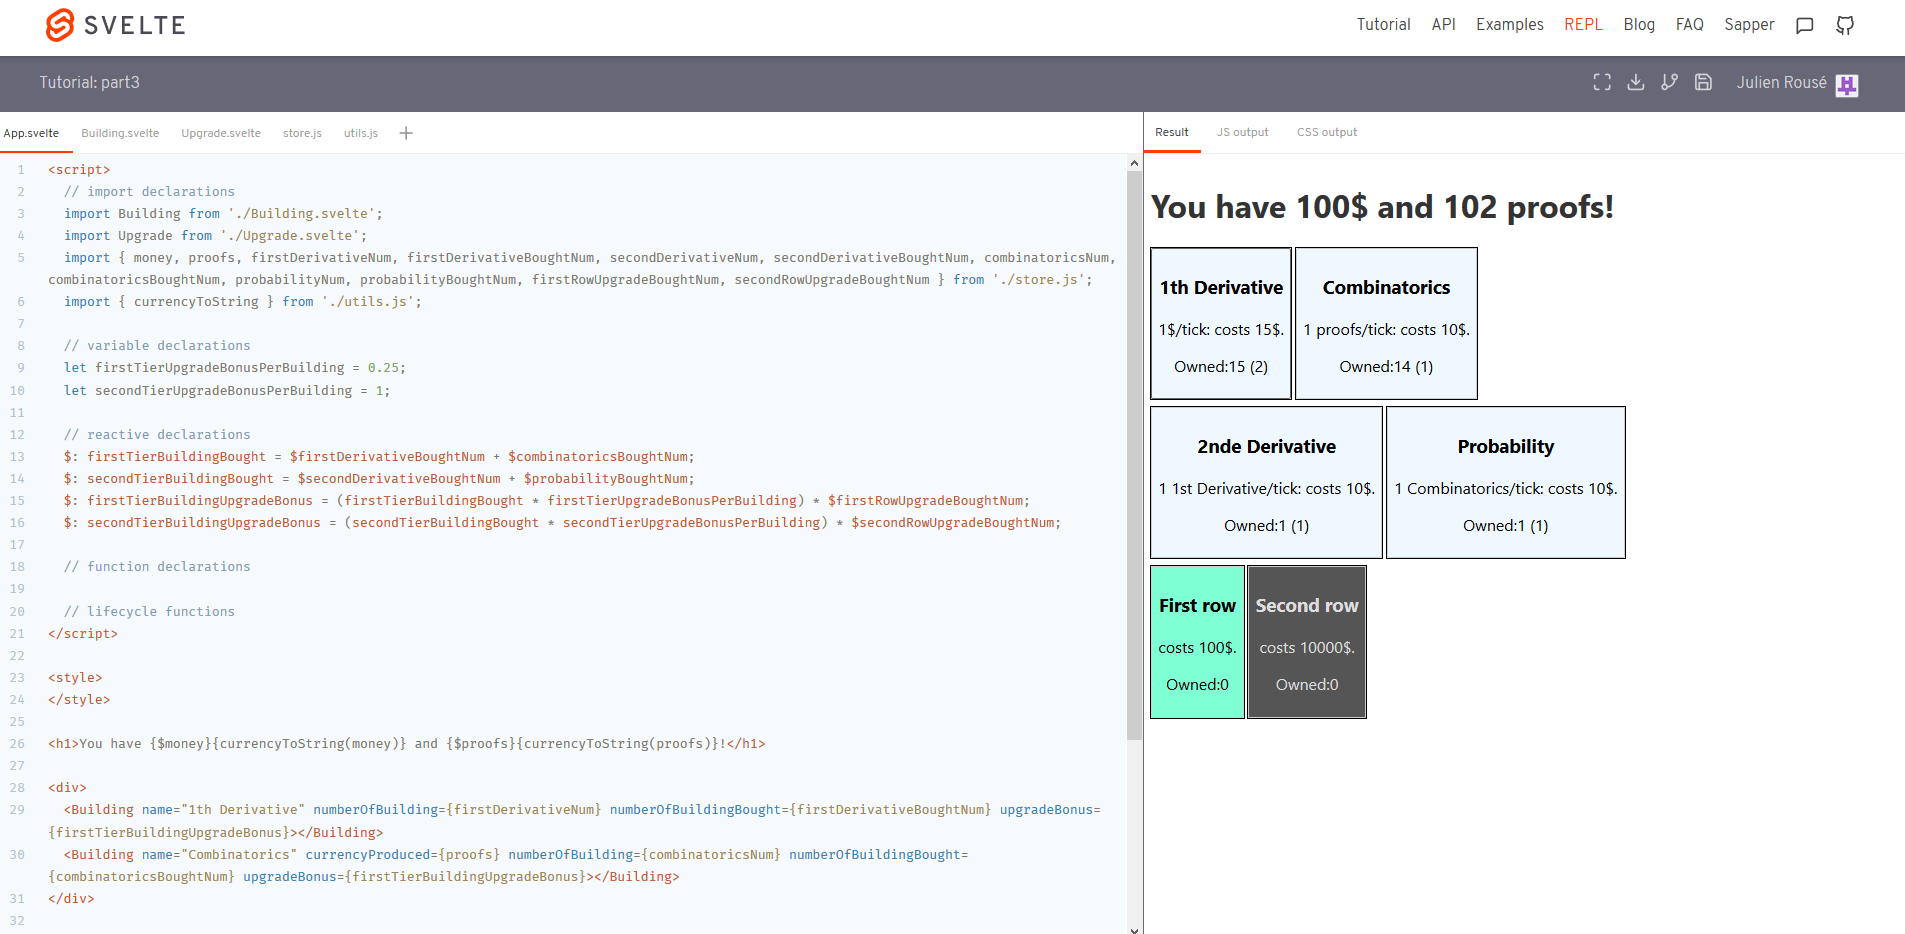 SVELTE
Tutorial API Examples REPL Blog FAQ Sapper
Tutorial: part3
Julien Rousé
App.svelte Building.svelte Upgrade.svelte store.js utils.js +
1 <script>
2 // import declarations
3 import Building from './Building.svelte';
4 import Upgrade from './Upgrade.svelte';
5 import { money, proofs, firstDerivativeNum, firstDerivativeBoughtNum, secondDerivativeNum, secondDerivativeBoughtNum, combinatoricsNum,
combinatoricsBoughtNum, probabilityNum, probabilityBoughtNum, firstRowUpgradeBoughtNum, secondRowUpgradeBoughtNum } from './store.js';
6 import { currencyToString } from './utils.js';
7
8 // variable declarations
9 let firstTierUpgradeBonusPerBuilding = 0.25;
10 let secondTierUpgradeBonusPerBuilding = 1;
11
12 // reactive declarations
13 $: firstTierBuildingBought = $firstDerivativeBoughtNum + $combinatoricsBoughtNum;
14 $: secondTierBuildingBought = $secondDerivativeBoughtNum + $probabilityBoughtNum;
15 $: firstTierBuildingUpgradeBonus = (firstTierBuildingBought * firstTierUpgradeBonusPerBuilding) * $firstRowUpgradeBoughtNum;
16 $: secondTierBuildingUpgradeBonus = (secondTierBuildingBought * secondTierUpgradeBonusPerBuilding) * $secondRowUpgradeBoughtNum;
17
18 // function declarations
19
20 // lifecycle functions
21 </script>
22
23 <style>
24 </style>
25
26 <h1>You have {$money}{currencyToString(money)} and {$proofs}{currencyToString(proofs)}!</h1>
27
28 <div>
29 <Building name="1th Derivative" numberOfBuilding={firstDerivativeNum} numberOfBuildingBought={firstDerivativeBoughtNum} upgradeBonus=
{firstTierBuildingUpgradeBonus}></Building>
30 <Building name="Combinatorics" currencyProduced={proofs} numberOfBuilding={combinatoricsNum} numberOfBuildingBought=
{combinatoricsBoughtNum} upgradeBonus={firstTierBuildingUpgradeBonus}></Building>
31 </div>
32
Result JS output CSS output
You have 100$ and 102 proofs!
1th Derivative
1$/tick: costs 15$.
Owned:15 (2)
Combinatorics
1 proofs/tick: costs 10$.
Owned:14 (1)
2nde Derivative
1 1st Derivative/tick: costs 10$.
Owned:1 (1)
Probability
1 Combinatorics/tick: costs 10$.
Owned:1 (1)
First row
costs 100$.
Owned:0
Second row
costs 10000$.
Owned:0